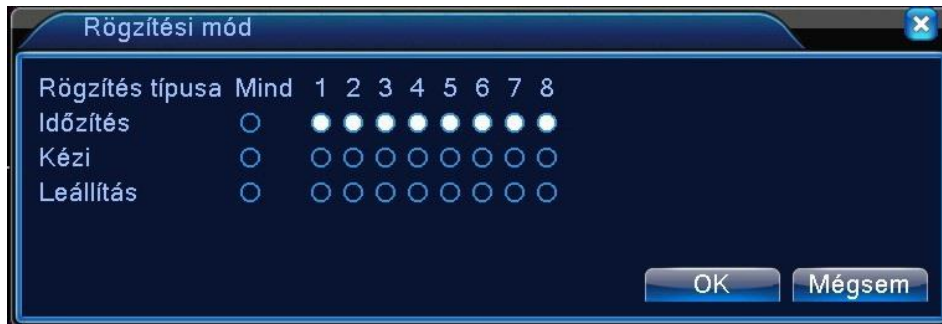 Rögzítési mód
Rögzítés típusa Mind 1 2 3 4 5 6 7 8
Időzítés
Kézi
Leállítás
OK Mégsem